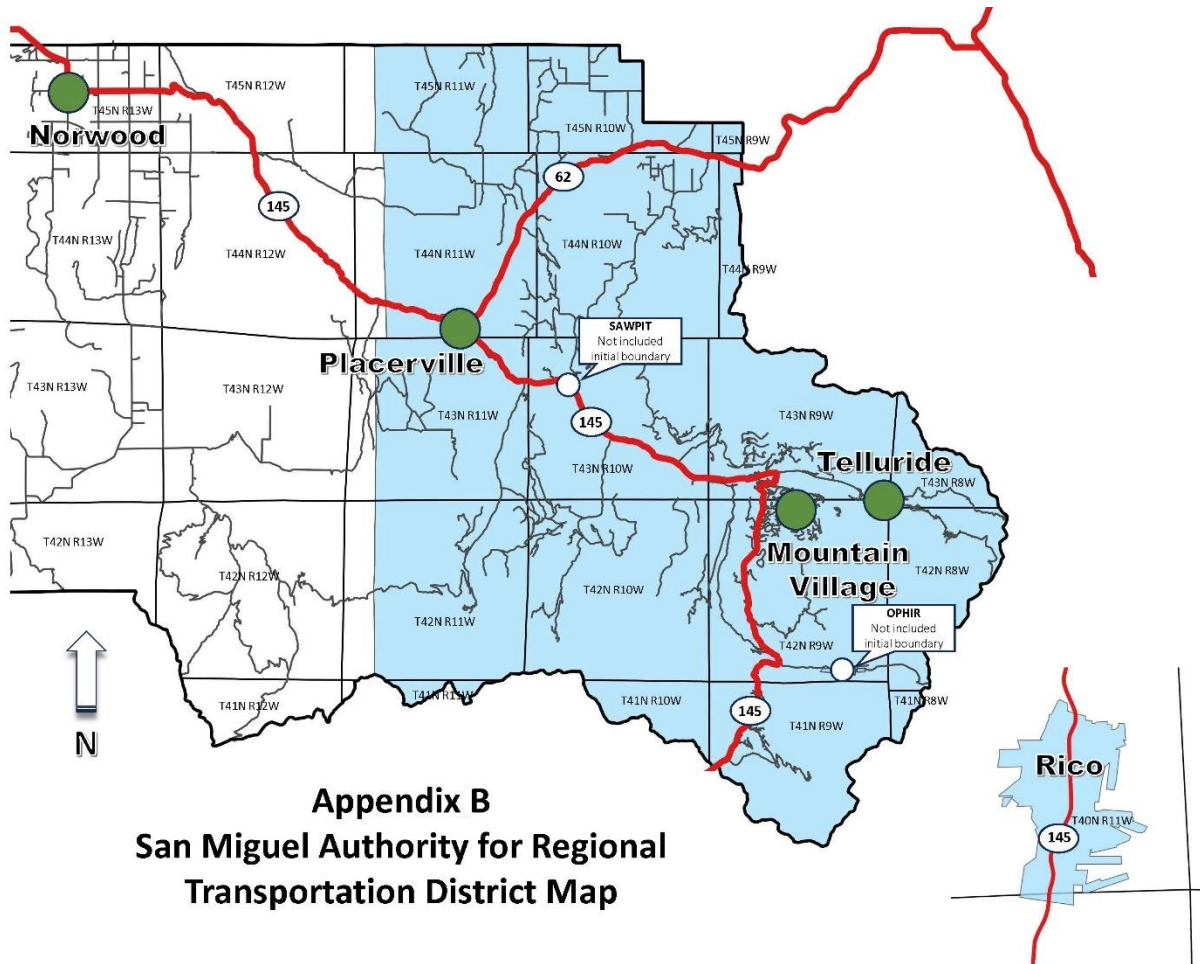 T45N R12W
T45N R11W
T45N R13W
Norwood
T45N R10W
T45N R9W
62
145
T44N R13W
T44N R12W
T44N R11W
T44N R10W
T44N R9W
SAWPIT
Not included
initial boundary
Placerville
T43N R13W
T43N R12W
T43N R11W
T43N R9W
145
T43N R10W
Telluride
T43N R8W
T42N R13W
T42N R12W
T42N R11W
T42N R10W
Mountain
Village
T42N R8W
OPHIR
Not included
initial boundary
T42N R9W
T41N R12W
T41N R11W
T41N R10W
T41N R9W
T41N R8W
145
N
Appendix B
San Miguel Authority for Regional
Transportation District Map
Rico
T40N R11W
145